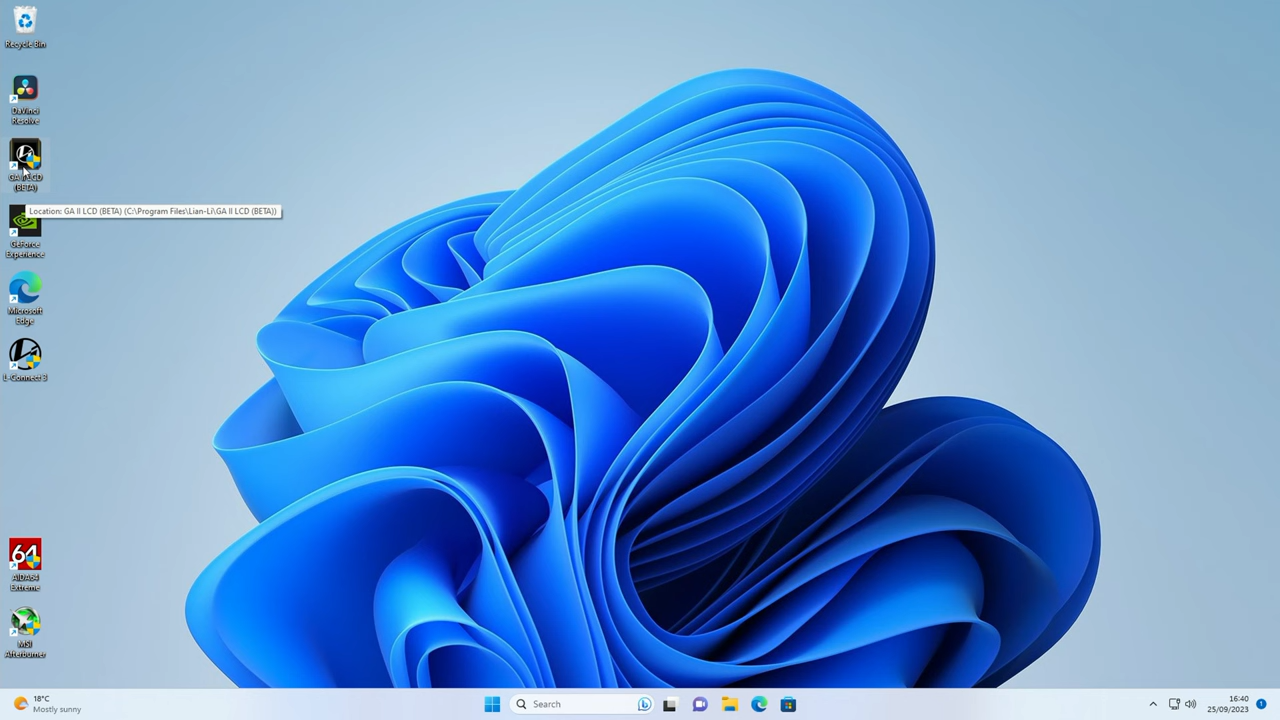 Recycle Bin
DaVinci
Resolve
GA II LCD
(BETA)
Location: GA II LCD (BETA) (C:\Program Files\Lian-Li\GA II LCD (BETA))
GeForce
Experience
Microsoft
Edge
L-Connect 3
64
AIDA64
Extreme
MSI
Afterburner
18°C
Mostly sunny
Search
16:40
25/09/2023
1